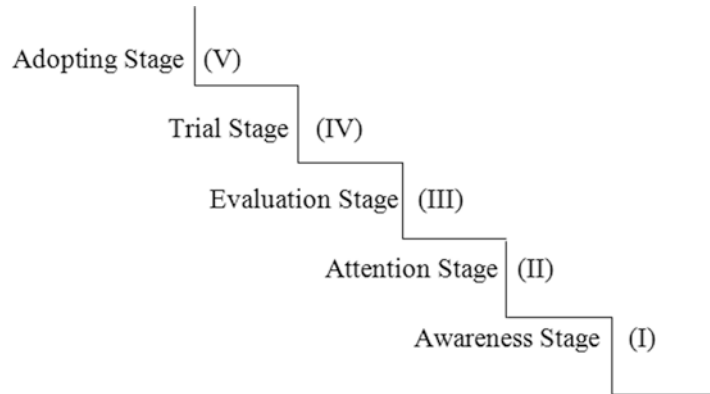 Adopting Stage (V)
Trial Stage (IV)
Evaluation Stage (III)
Attention Stage (II)
Awareness Stage (I)